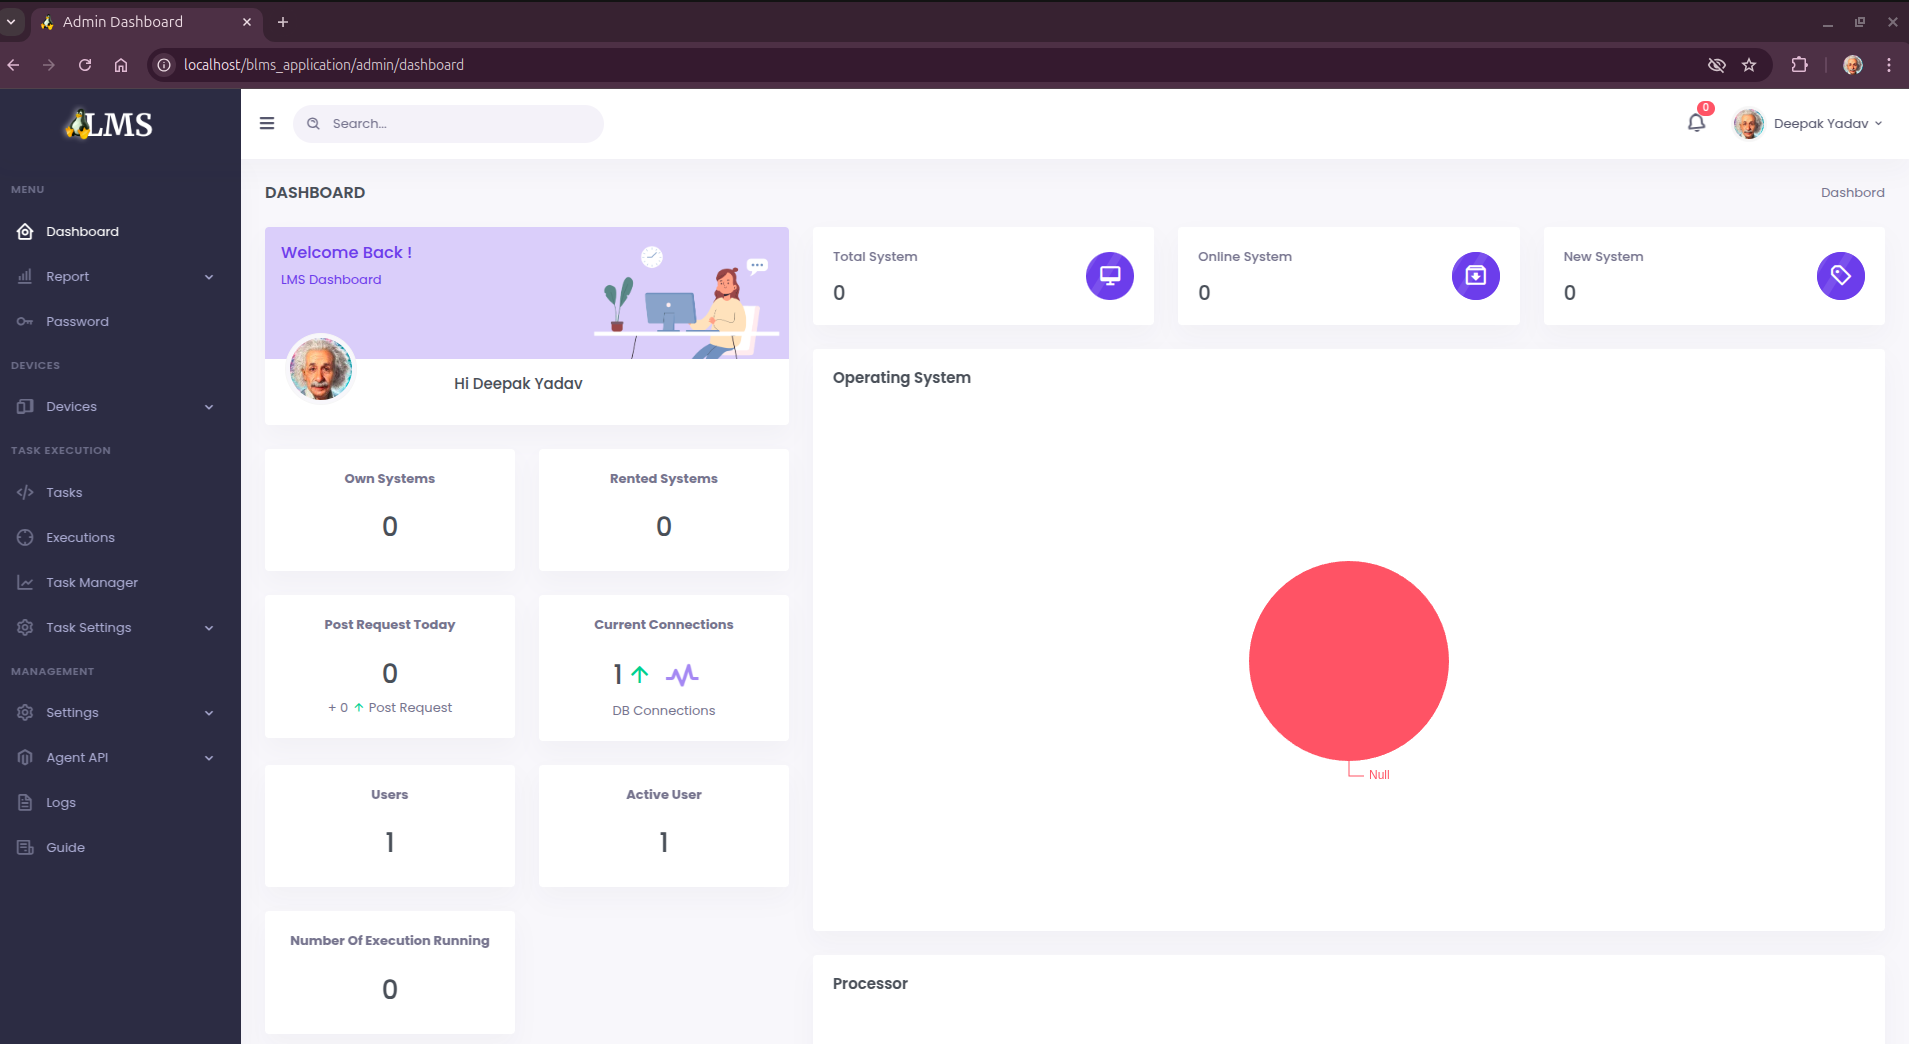 Admin Dashboard
localhost/blms_application/admin/dashboard
LMS
Search...
0
Deepak Yadav
MENU
Dashboard
Report
Password
DEVICES
Devices
TASK EXECUTION
Tasks
Executions
Task Manager
Task Settings
MANAGEMENT
Settings
Agent API
Logs
Guide
DASHBOARD
Dashbord
Welcome Back !
LMS Dashboard
Hi Deepak Yadav
Total System
0
Online System
0
New System
0
Own Systems
0
Rented Systems
0
Post Request Today
0
+ 0 ↑ Post Request
Current Connections
1 ↑
DB Connections
Users
1
Active User
1
Number Of Execution Running
0
Operating System
Null
Processor